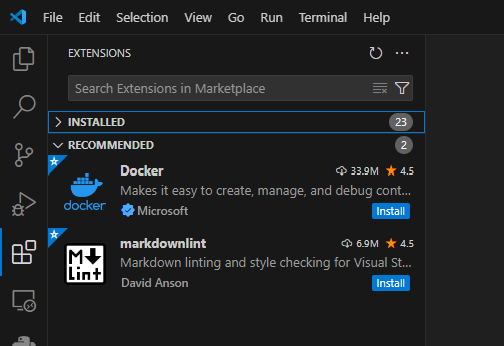 File Edit Selection View Go Run Terminal Help
EXTENSIONS
Search Extensions in Marketplace
INSTALLED 23
RECOMMENDED 2
Docker 33.9M 4.5
Makes it easy to create, manage, and debug cont...
docker
Microsoft Install
markdownlint 6.9M 4.5
Markdown linting and style checking for Visual St...
M Lint
David Anson Install